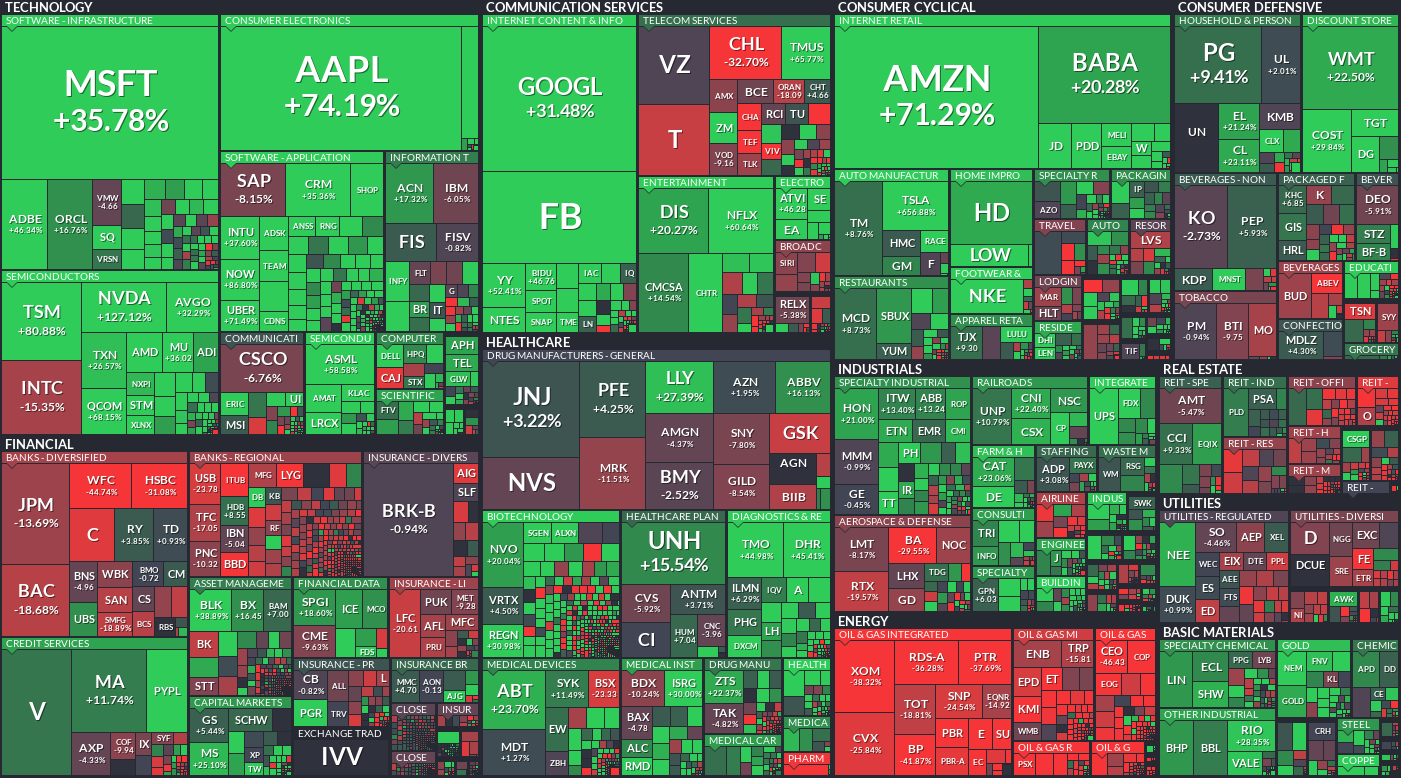 TECHNOLOGY
SOFTWARE - INFRASTRUCTURE
MSFT
+35.78%
ADBE
+46.34%
ORCL
+16.76%
VMW
-4.66
SQ
VRSN
CONSUMER ELECTRONICS
AAPL
+74.19%
SOFTWARE - APPLICATION
SAP
-8.15%
CRM
+35.36%
SHOP
INTU
+37.60%
ADSK
ANSS
RNG
NOW
+86.80%
TEAM
UBER
+71.49%
CDNS
INFORMATION T
ACN
+17.32%
IBM
-6.05%
FIS
FISV
-0.82%
INFY
FLT
G
BR
IT
SEMICONDUCTORS
TSM
+80.88%
NVDA
+127.12%
AVGO
+32.29%
INTC
-15.35%
TXN
+26.57%
AMD
MU
+36.02
ADI
QCOM
+68.15%
NXPI
STM
XLNX
COMMUNICATI
CSCO
-6.76%
ERIC
UI
MSI
SEMICONDU
ASML
+58.58%
AMAT
KLAC
LRCX
COMPUTER
DELL
HPQ
CAJ
STX
SCIENTIFIC
FTV
APH
TEL
GLW
FINANCIAL
BANKS - DIVERSIFIED
JPM
-13.69%
WFC
-44.74%
HSBC
-31.08%
C
RY
+3.85%
TD
+0.93%
BAC
-18.68%
BNS
-4.96
WBK
BMO
-0.72
CM
SAN
CS
UBS
SMFG
-18.89%
BCS
RBS
BANKS - REGIONAL
USB
-23.78
ITUB
MFG
LYG
DB
KB
HDB
+8.55
TFC
-17.05
IBN
-5.04
RF
PNC
-10.32
BBD
INSURANCE - DIVERS
BRK-B
-0.94%
AIG
SLF
CREDIT SERVICES
V
MA
+11.74%
PYPL
AXP
-4.33%
COF
-9.94
IX
SYF
ASSET MANAGEME
BLK
+38.89%
BX
+16.45
BAM
+7.00
BK
STT
FINANCIAL DATA
SPGI
+18.60%
ICE
MCO
CME
-9.63%
FDS
INSURANCE - LI
LFC
-20.61
PUK
MET
-9.28
AFL
MFC
PRU
CAPITAL MARKETS
GS
+5.44%
SCHW
MS
+25.10%
XP
TW
INSURANCE - PR
CB
-0.82%
ALL
L
PGR
TRV
INSURANCE BR
MMC
+4.70
AON
-0.13
AJG
EXCHANGE TRAD
IVV
CLOSE
INSUR
CLOSE
COMMUNICATION SERVICES
INTERNET CONTENT & INFO
GOOGL
+31.48%
FB
YY
+52.41%
BIDU
+46.76
IAC
IQ
SPOT
NTES
SNAP
TME
LN
TELECOM SERVICES
VZ
CHL
-32.70%
TMUS
+65.77%
T
AMX
BCE
ORAN
-18.09
CHT
+4.66
ZM
CHA
RCI
TU
VOD
-9.16
TEF
VIV
TLK
ENTERTAINMENT
DIS
+20.27%
NFLX
+60.64%
CMCSA
+14.54%
CHTR
ELECTRO
ATVI
+46.28
SE
EA
BROADC
SIRI
RELX
-5.38%
HEALTHCARE
DRUG MANUFACTURERS - GENERAL
JNJ
+3.22%
PFE
+4.25%
LLY
+27.39%
AZN
+1.95%
ABBV
+16.13%
NVS
MRK
-11.51%
AMGN
-4.37%
SNY
-7.80%
GSK
BMY
-2.52%
GILD
-8.54%
AGN
BIIB
BIOTECHNOLOGY
NVO
+20.04%
SGEN
ALXN
VRTX
+4.50%
REGN
+30.98%
HEALTHCARE PLAN
UNH
+15.54%
CVS
-5.92%
ANTM
+3.71%
CI
HUM
+7.04
CNC
-3.96
DIAGNOSTICS & RE
TMO
+44.98%
DHR
+45.41%
ILMN
+6.29%
IQV
A
PHG
LH
DXCM
MEDICAL DEVICES
ABT
+23.70%
SYK
+11.49%
BSX
-23.33
EW
MDT
+1.27%
ZBH
MEDICAL INST
BDX
-10.24%
ISRG
+30.00%
BAX
-4.78
ALC
RMD
DRUG MANU
ZTS
+22.37%
TAK
-4.82%
MEDICAL CAR
HEALTH
MEDICA
PHARM
CONSUMER CYCLICAL
INTERNET RETAIL
AMZN
+71.29%
BABA
+20.28%
JD
PDD
MELI
EBAY
W
AUTO MANUFACTUR
TM
+8.76%
TSLA
+656.88%
HMC
RACE
GM
F
HOME IMPRO
HD
LOW
FOOTWEAR &
NKE
SPECIALTY R
AZO
PACKAGIN
IP
TRAVEL
AUTO
RESOR
LVS
RESTAURANTS
MCD
+8.73%
SBUX
YUM
APPAREL RETA
TJX
+9.30
LULU
LODGIN
MAR
HLT
RESIDE
DHI
LEN
TIF
CONSUMER DEFENSIVE
HOUSEHOLD & PERSON
PG
+9.41%
UL
+2.01%
UN
EL
+21.24%
KMB
CL
+23.11%
CLX
DISCOUNT STORE
WMT
+22.50%
COST
+29.84%
TGT
DG
BEVERAGES - NON
KO
-2.73%
PEP
+5.93%
KDP
MNST
PACKAGED F
KHC
+6.85
K
GIS
HRL
BEVER
DEO
-5.91%
STZ
BF-B
TOBACCO
PM
-0.94%
BTI
-9.75
MO
BEVERAGES
BUD
ABEV
EDUCATI
TSN
SYY
CONFECTIO
MDLZ
+4.30%
GROCERY
INDUSTRIALS
SPECIALTY INDUSTRIAL
HON
+21.00%
ITW
+13.40%
ABB
+13.24
ROP
ETN
EMR
CMI
MMM
-0.99%
PH
GE
-0.45%
IR
TT
RAILROADS
UNP
+10.79%
CNI
+22.40%
NSC
CSX
CP
INTEGRATE
UPS
FDX
FARM & H
CAT
+23.06%
DE
STAFFING
ADP
+3.08%
PAYX
WASTE M
WM
RSG
AEROSPACE & DEFENSE
LMT
-8.17%
BA
-29.55%
NOC
RTX
-19.57%
LHX
TDG
GD
CONSULTI
TRI
INFO
AIRLINE
INDUS
SWK
ENGINEE
J
SPECIALTY
GPN
+6.03
BUILDIN
REAL ESTATE
REIT - SPE
AMT
-5.47%
CCI
+9.33%
EQIX
REIT - IND
PLD
PSA
REIT - RES
REIT - OFFI
REIT -
O
REIT - H
CSGP
REIT - M
REIT -
UTILITIES
UTILITIES - REGULATED
NEE
SO
-4.46%
AEP
XEL
WEC
EIX
DTE
PPL
ES
AEE
DUK
+0.99%
FTS
ED
UTILITIES - DIVERSI
D
NGG
EXC
DCUE
SRE
FE
ETR
AWK
NI
ENERGY
OIL & GAS INTEGRATED
XOM
-38.32%
RDS-A
-36.28%
PTR
-37.69%
TOT
-18.81%
SNP
-24.54%
EQNR
-14.92
CVX
-25.84%
BP
-41.87%
PBR
E
SU
PBR-A
EC
OIL & GAS MI
ENB
TRP
-15.81
EPD
ET
KMI
WMB
OIL & GAS
CEO
-46.43
COP
EOG
OIL & GAS R
PSX
OIL & G
BASIC MATERIALS
SPECIALTY CHEMICAL
LIN
ECL
PPG
LYB
SHW
GOLD
NEM
FNV
KL
GOLD
CHEMIC
APD
DD
CE
OTHER INDUSTRIAL
BHP
BBL
RIO
+28.35%
VALE
CRH
STEEL
COPPE